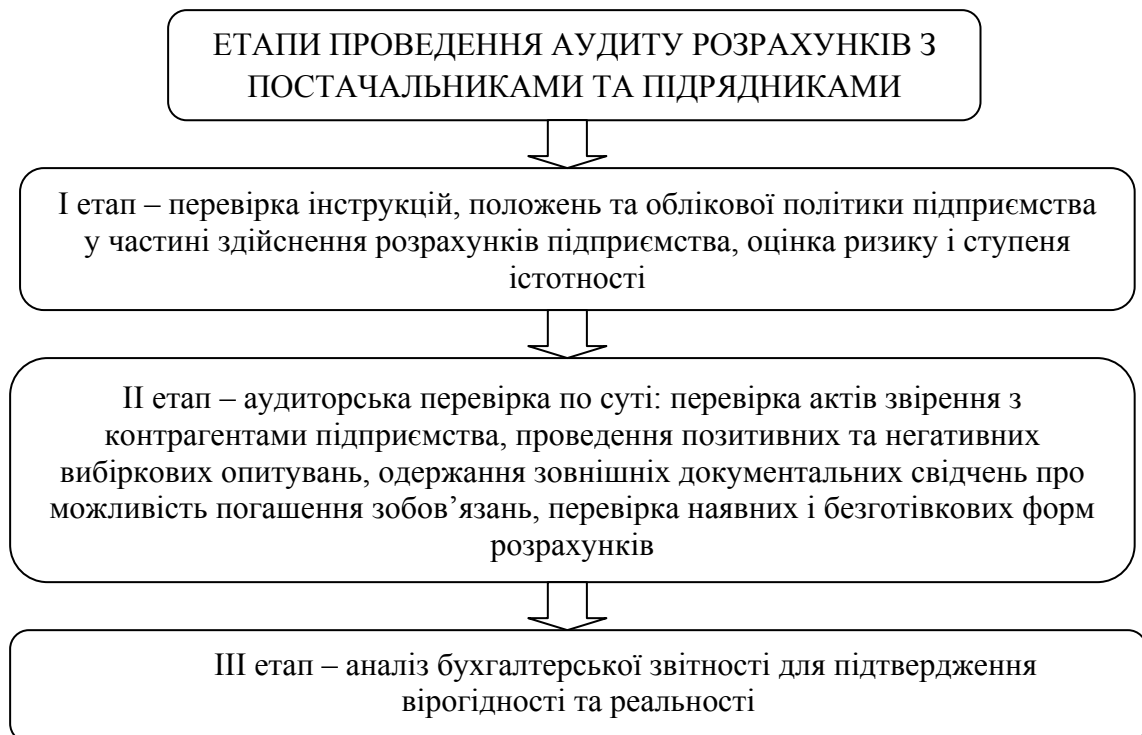 ЕТАПИ ПРОВЕДЕННЯ АУДИТУ РОЗРАХУНКІВ З
ПОСТАЧАЛЬНИКАМИ ТА ПІДРЯДНИКАМИ
І етап – перевірка інструкцій, положень та облікової політики підприємства
у частині здійснення розрахунків підприємства, оцінка ризику і ступеня
істотності
ІІ етап – аудиторська перевірка по суті: перевірка актів звірення з
контрагентами підприємства, проведення позитивних та негативних
вибіркових опитувань, одержання зовнішніх документальних свідчень про
можливість погашення зобов’язань, перевірка наявних і безготівкових форм
розрахунків
ІІІ етап – аналіз бухгалтерської звітності для підтвердження
вірогідності та реальності